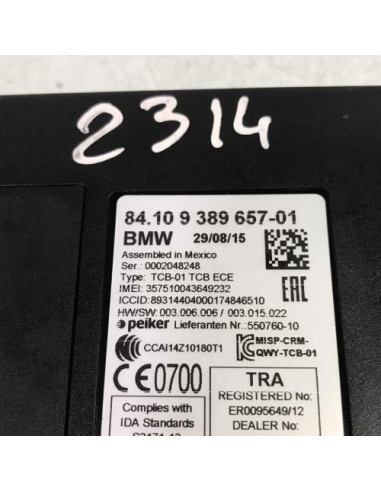 2314
84.10 9 389 657-01
BMW 29/08/15
Assembled in Mexico
Ser.: 0002048248
Type: TCB-01 TCB ECE
IMEI: 357510043649232
ICCID:89314404000174846510
HW/SW:003.006.006 / 003.015.022
peiker Lieferanten Nr.:550760-10
CCAI14Z10180T1
MISP-CRM-
QWY-TCB-01
EAC
CE0700
TRA
REGISTERED No:
ER0095649/12
DEALER No:
Complies with
IDA Standards